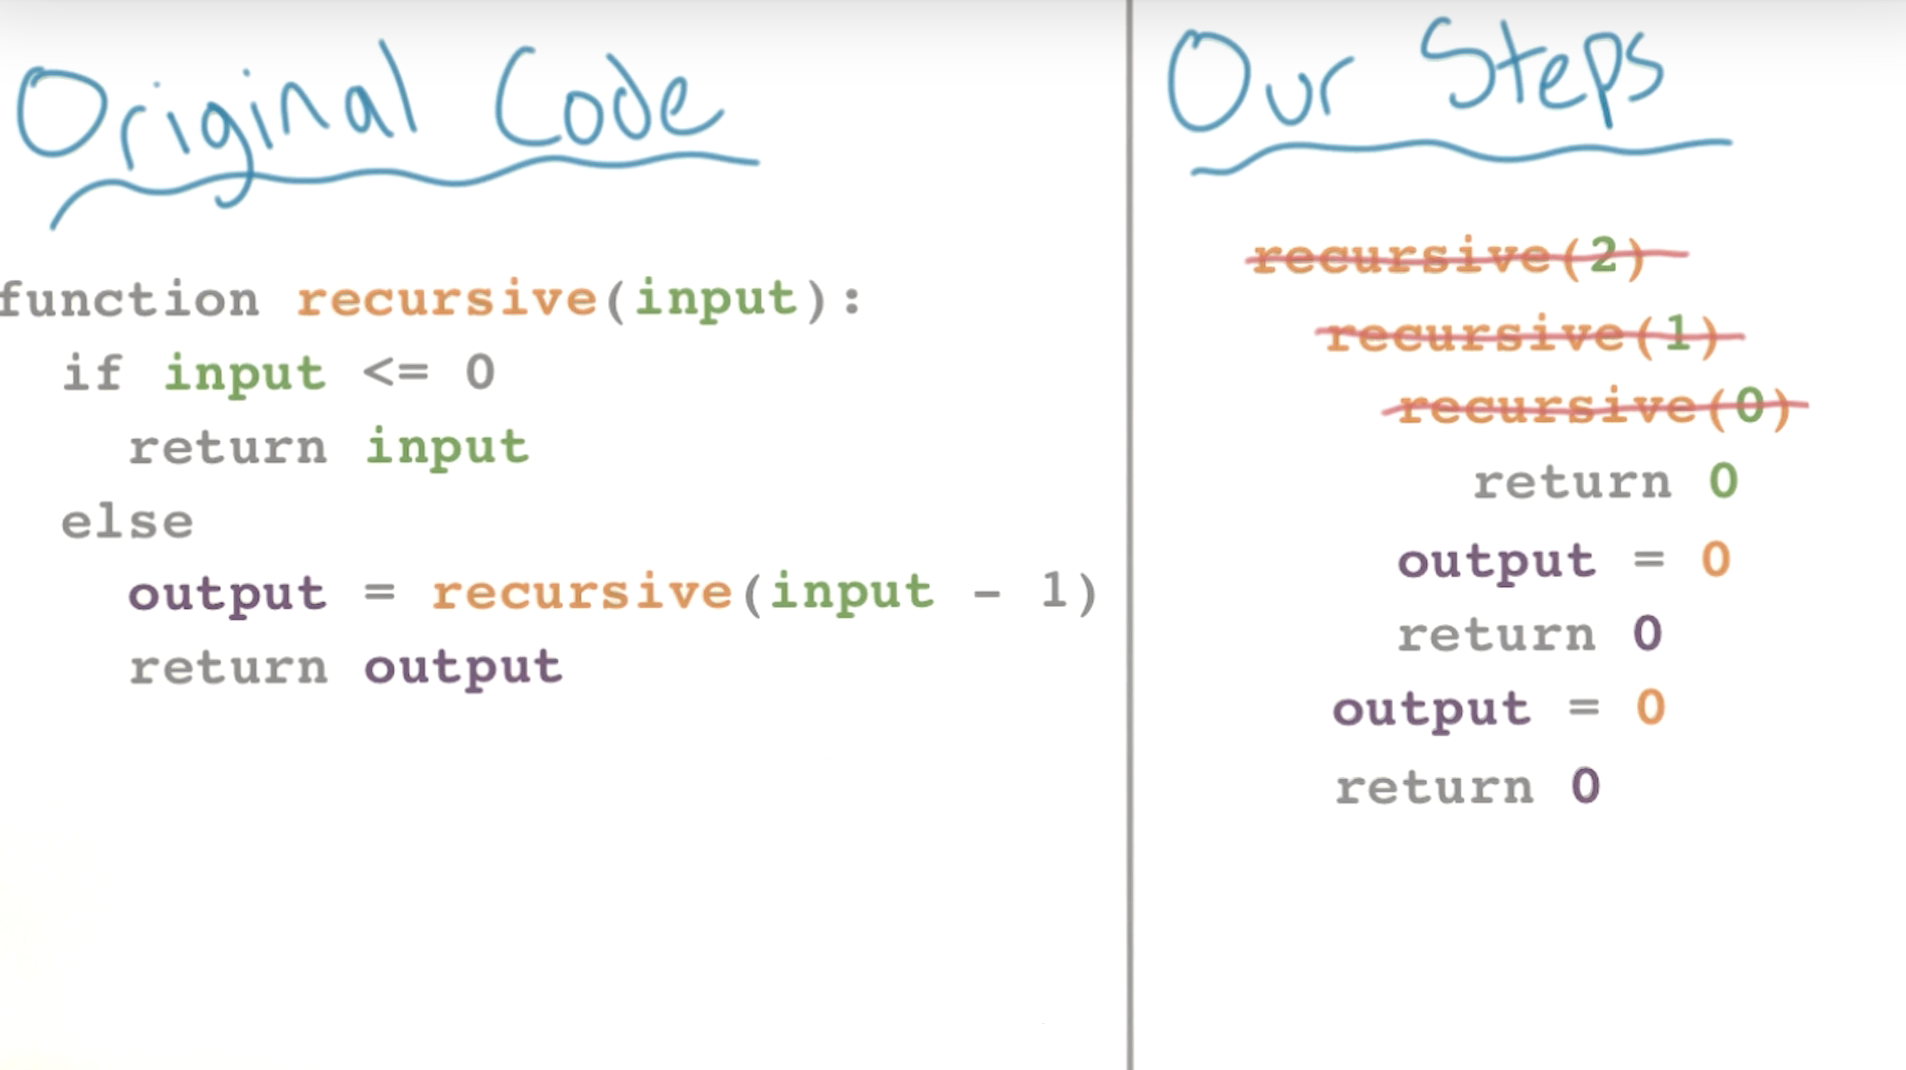 Original Code
function recursive(input):
if input <= 0
return input
else
output = recursive(input - 1)
return output
Our Steps
recursive(2)
recursive(1)
recursive(0)
return 0
output = 0
return 0
output = 0
return 0